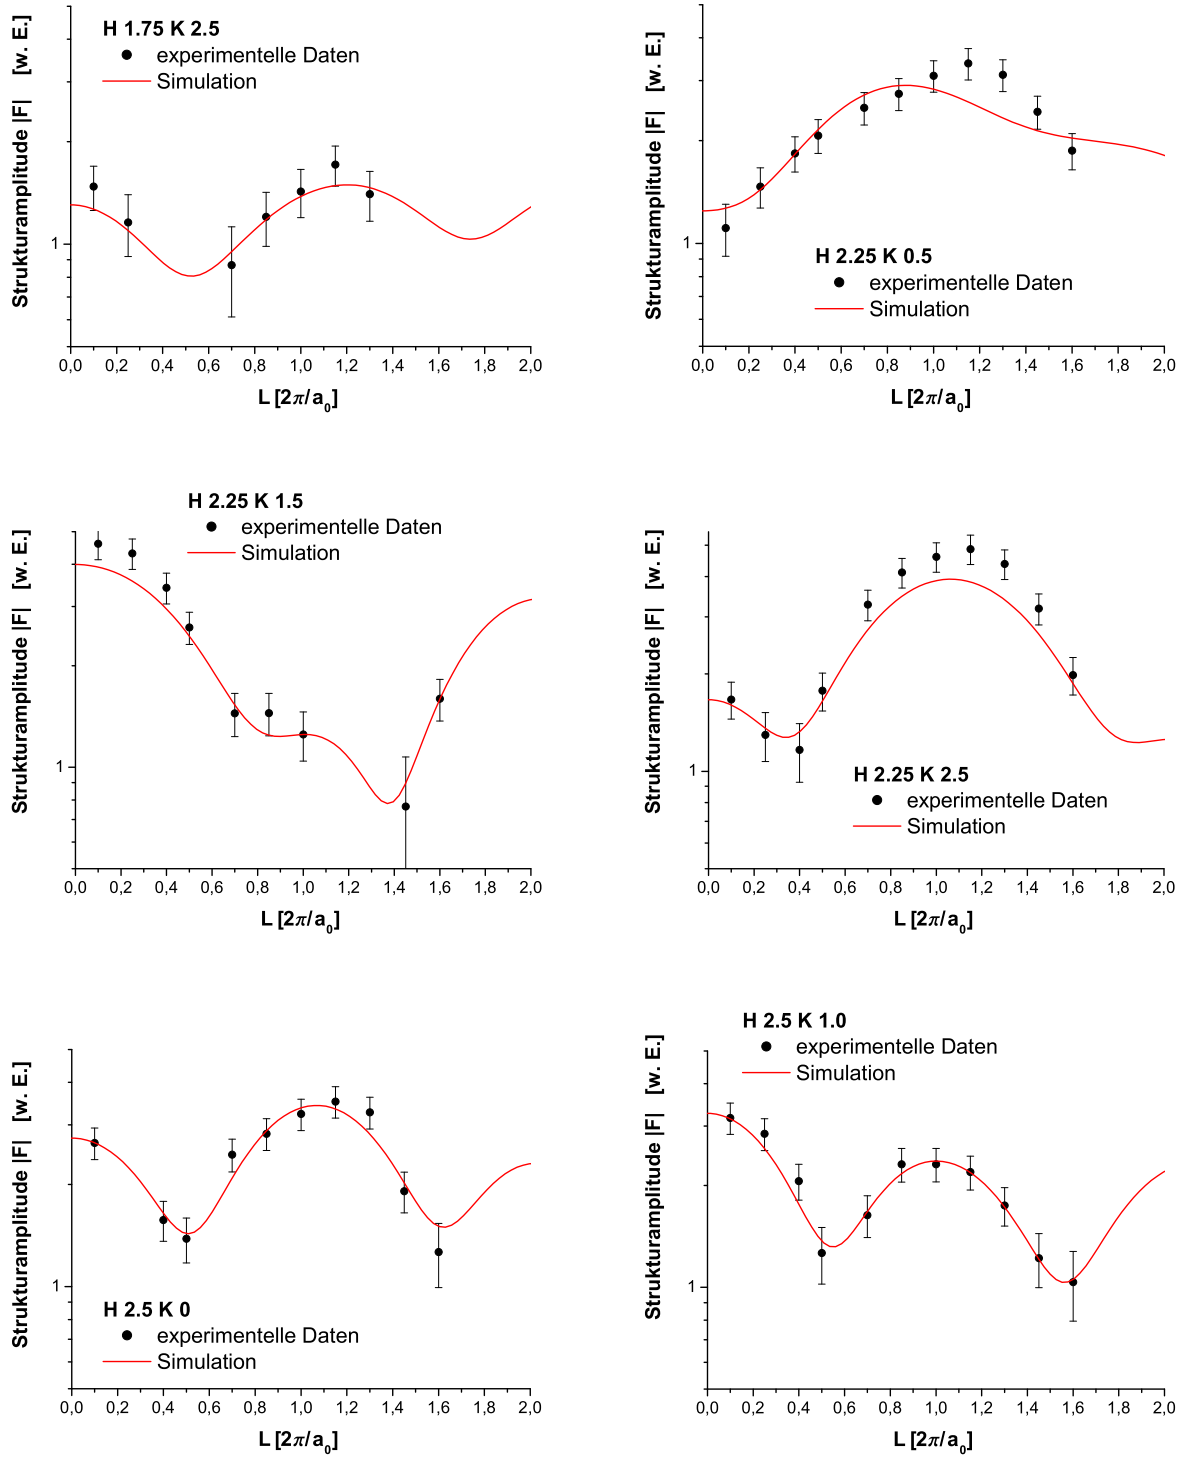 H 1.75 K 2.5
experimentelle Daten
Simulation
Strukturamplitude |F| [w. E.]
1
0,0 0,2 0,4 0,6 0,8 1,0 1,2 1,4 1,6 1,8 2,0
L [2π/a₀]
H 2.25 K 0.5
experimentelle Daten
Simulation
Strukturamplitude |F| [w. E.]
1
0,0 0,2 0,4 0,6 0,8 1,0 1,2 1,4 1,6 1,8 2,0
L [2π/a₀]
H 2.25 K 1.5
experimentelle Daten
Simulation
Strukturamplitude |F| [w. E.]
1
0,0 0,2 0,4 0,6 0,8 1,0 1,2 1,4 1,6 1,8 2,0
L [2π/a₀]
H 2.25 K 2.5
experimentelle Daten
Simulation
Strukturamplitude |F| [w. E.]
1
0,0 0,2 0,4 0,6 0,8 1,0 1,2 1,4 1,6 1,8 2,0
L [2π/a₀]
H 2.5 K 0
experimentelle Daten
Simulation
Strukturamplitude |F| [w. E.]
1
0,0 0,2 0,4 0,6 0,8 1,0 1,2 1,4 1,6 1,8 2,0
L [2π/a₀]
H 2.5 K 1.0
experimentelle Daten
Simulation
Strukturamplitude |F| [w. E.]
1
0,0 0,2 0,4 0,6 0,8 1,0 1,2 1,4 1,6 1,8 2,0
L [2π/a₀]